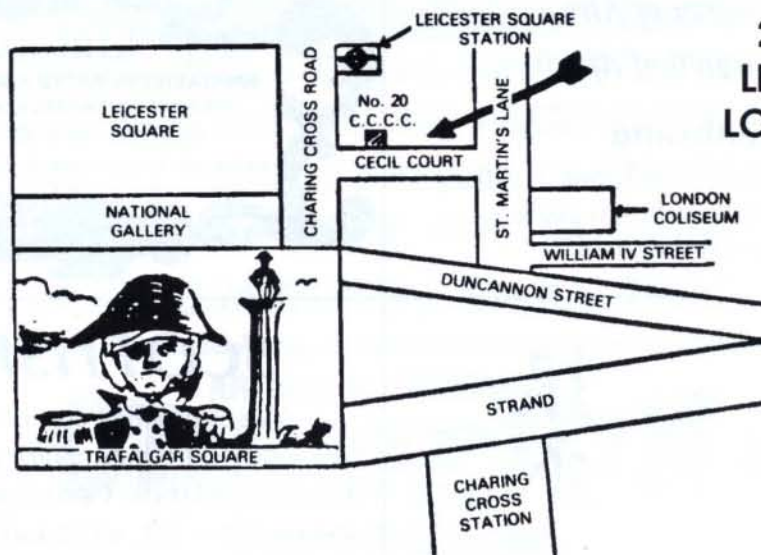 LEICESTER SQUARE
STATION
LEICESTER
SQUARE
CHARING CROSS ROAD
No. 20
C.C.C.C.
CECIL COURT
ST. MARTIN'S LANE
NATIONAL
GALLERY
LONDON
COLISEUM
WILLIAM IV STREET
DUNCANNON STREET
STRAND
TRAFALGAR SQUARE
CHARING
CROSS
STATION